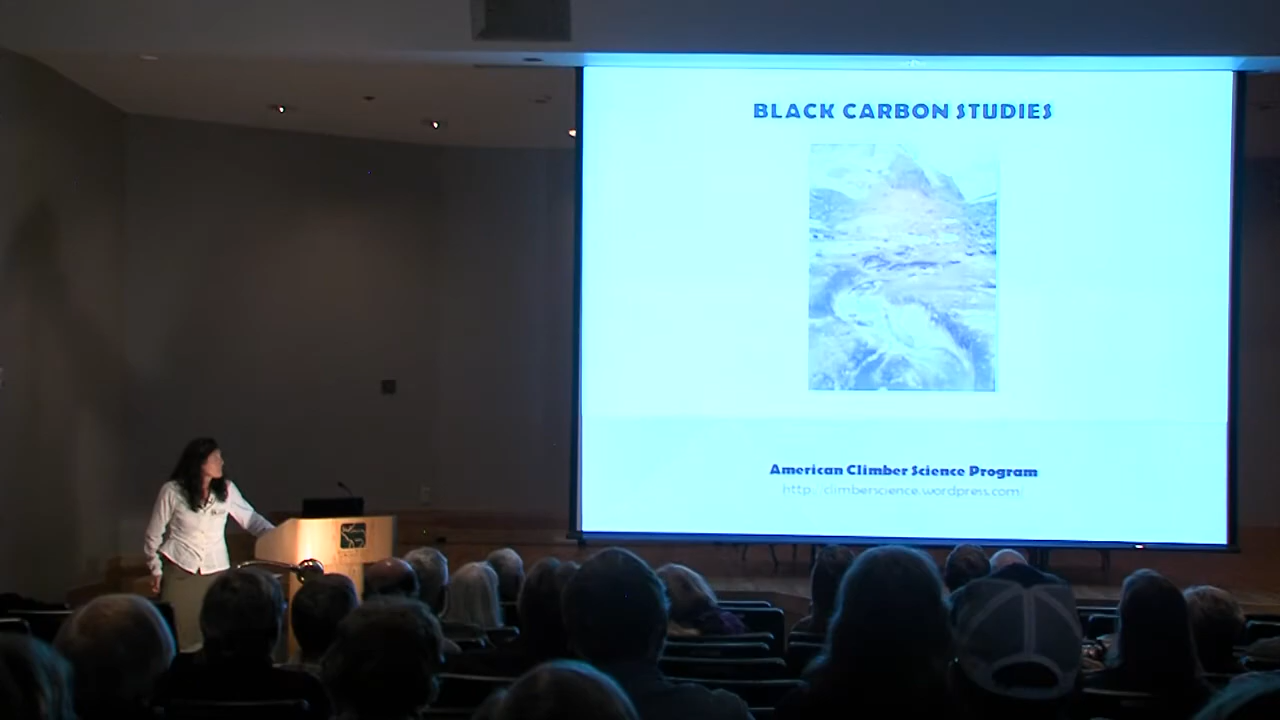 BLACK CARBON STUDIES
American Climber Science Program
http://climberscience.wordpress.com